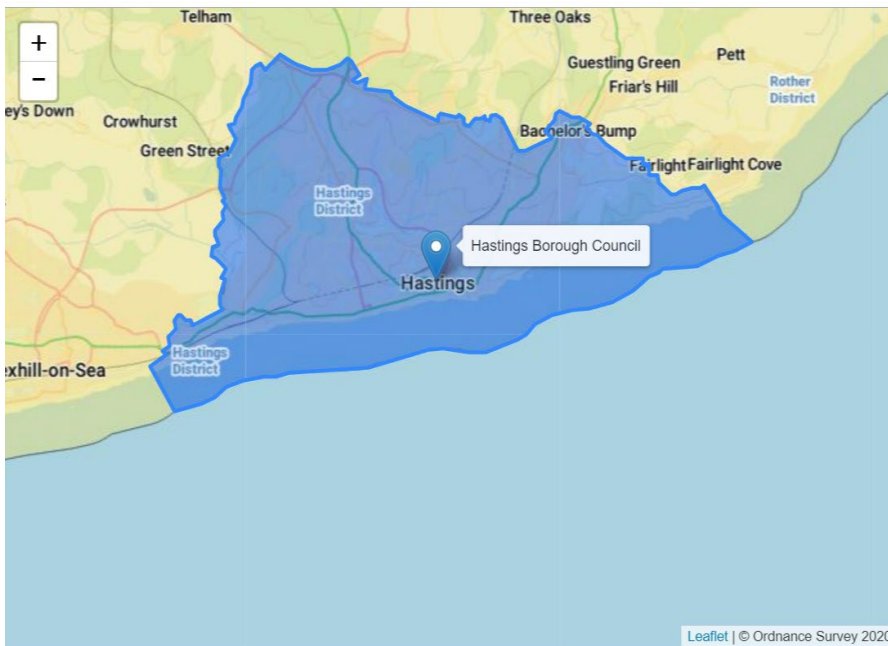 +
−
Telham
Three Oaks
Guestling Green
Pett
Friar's Hill
Rother
District
ey's Down
Crowhurst
Bachelor's Bump
Green Street
Fairlight
Fairlight Cove
Hastings
District
Hastings Borough Council
Hastings
Hastings
District
exhill-on-Sea
Leaflet | © Ordnance Survey 2020